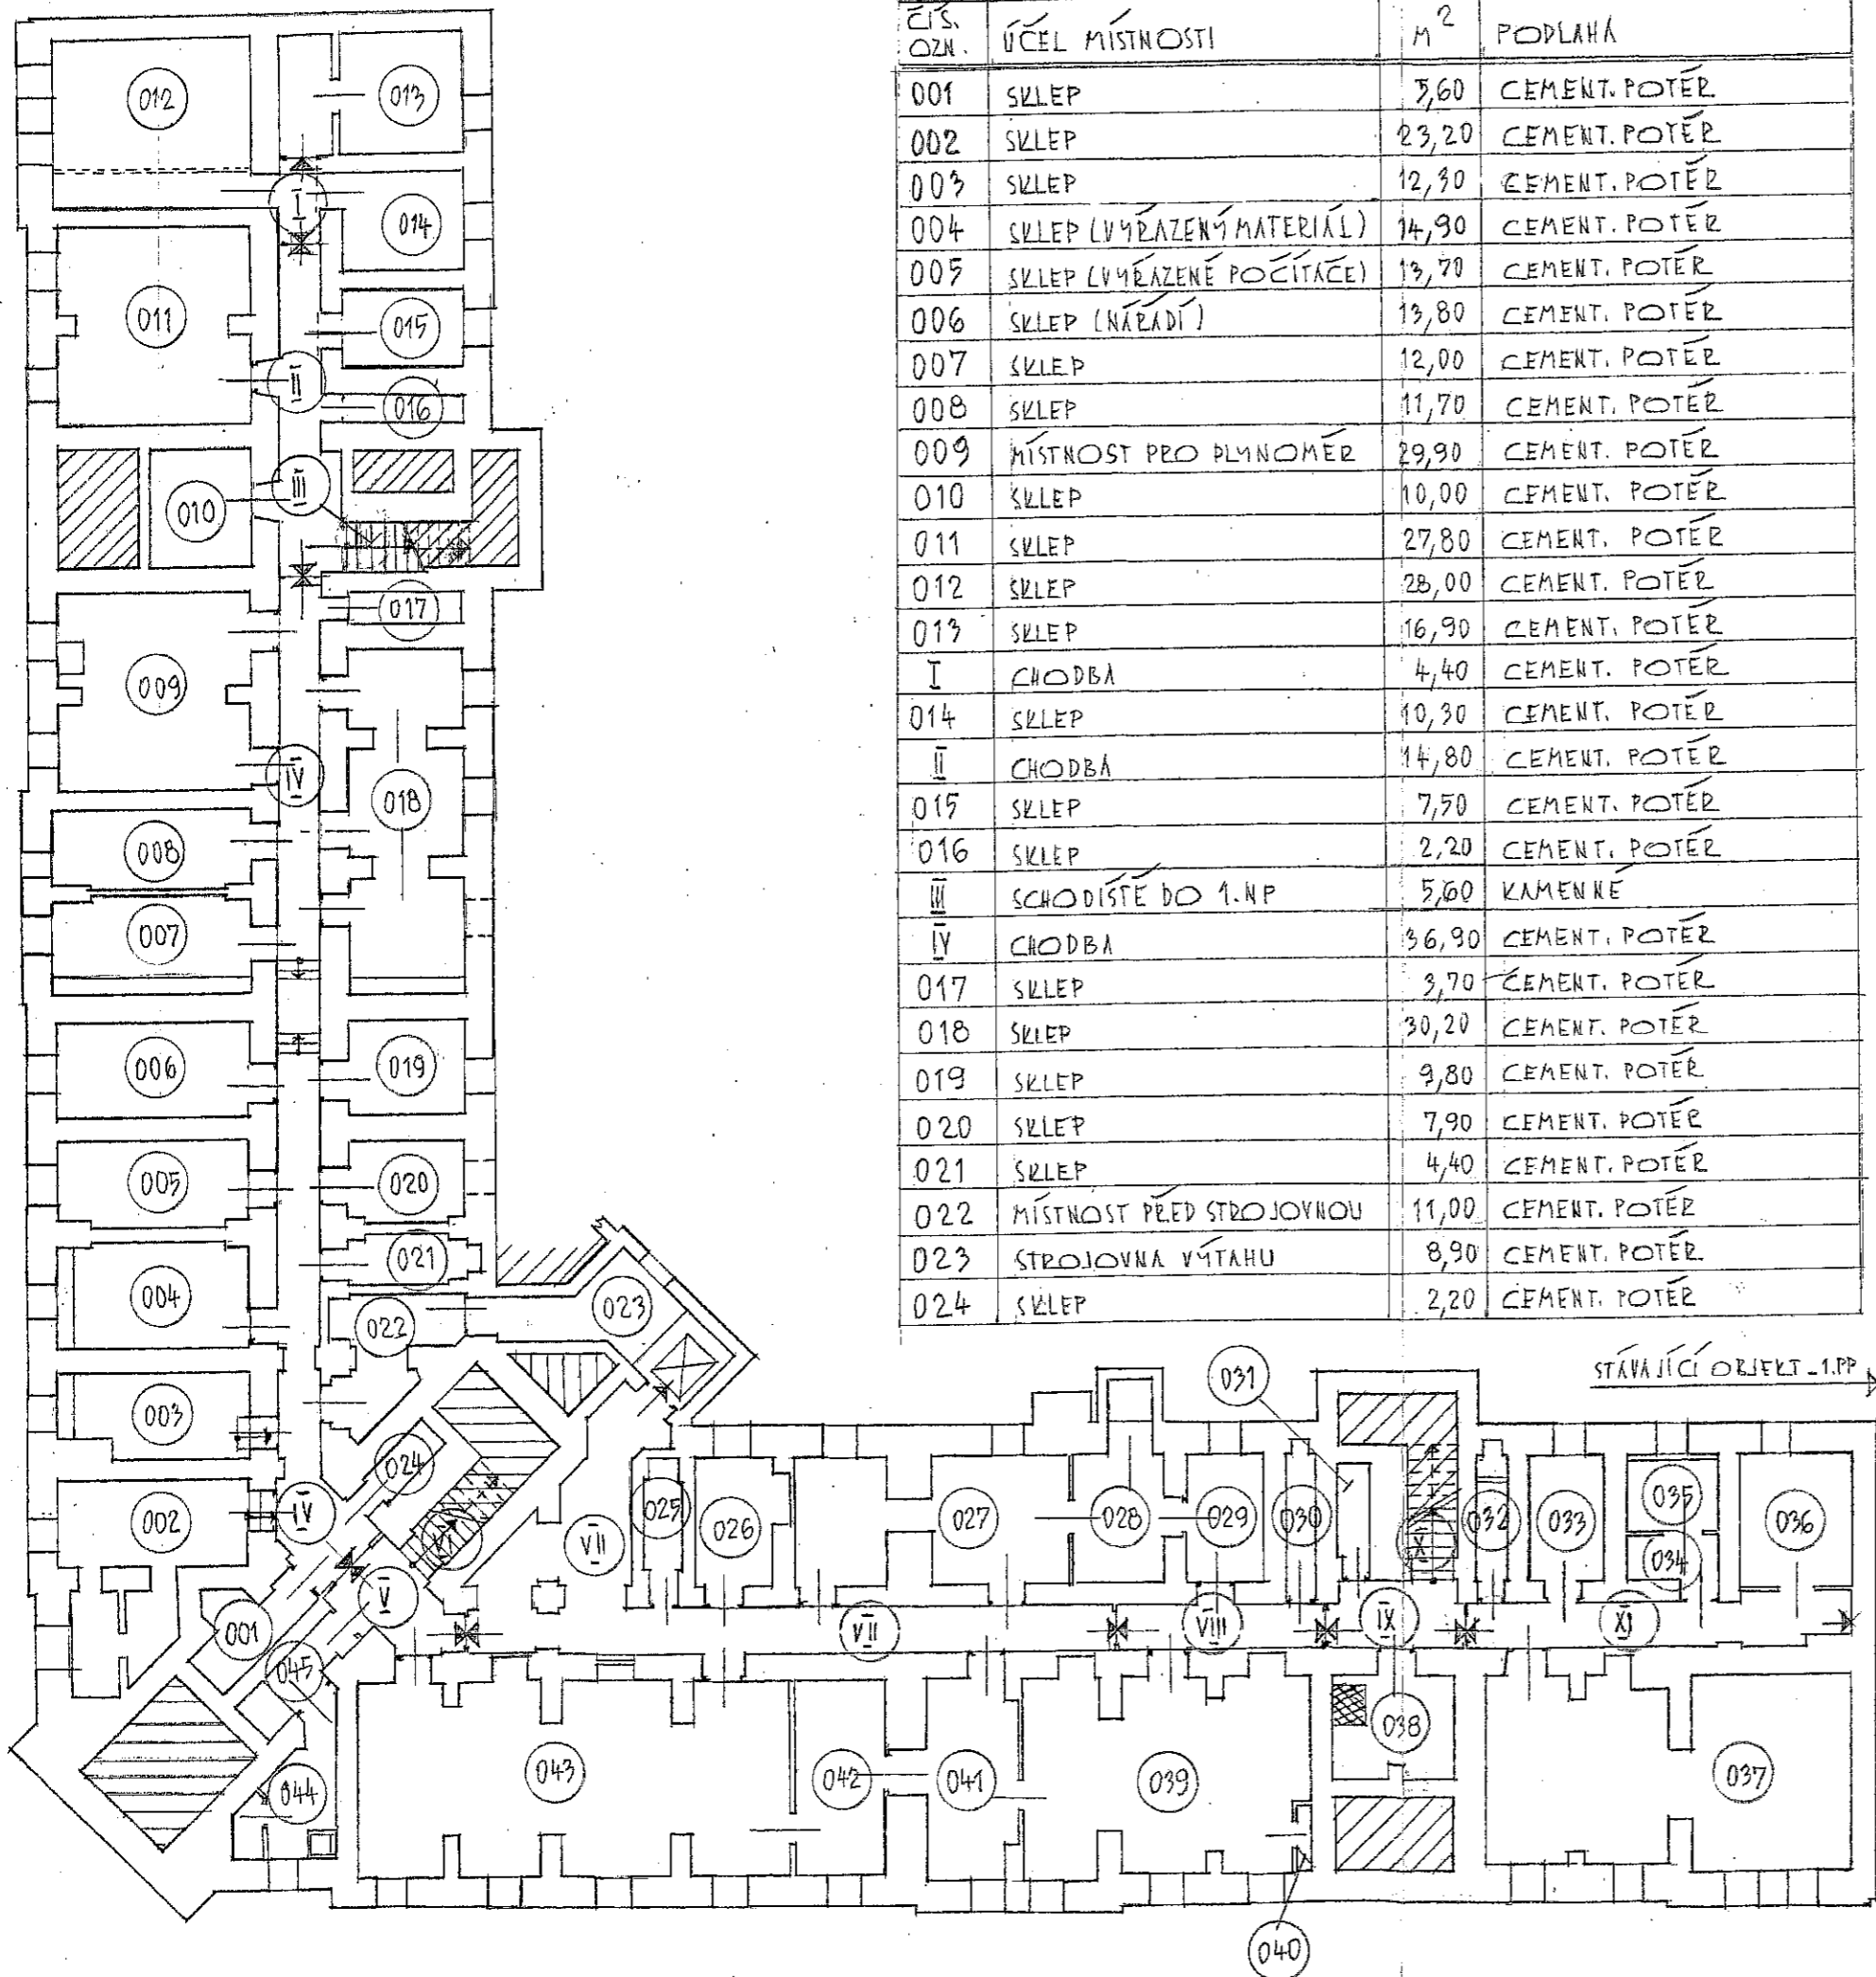 ČÍS. OZN. ÚČEL MÍSTNOSTI M² PODLAHA
001 SKLEP 5,60 CEMENT. POTĚR
002 SKLEP 23,20 CEMENT. POTĚR
003 SKLEP 12,30 CEMENT. POTĚR
004 SKLEP (VYŘAZENÝ MATERIÁL) 14,90 CEMENT. POTĚR
005 SKLEP (VYŘAZENÉ POČÍTAČE) 13,70 CEMENT. POTĚR
006 SKLEP (NÁŘADÍ) 13,80 CEMENT. POTĚR
007 SKLEP 12,00 CEMENT. POTĚR
008 SKLEP 11,70 CEMENT. POTĚR
009 MÍSTNOST PRO PLYNOMĚR 29,90 CEMENT. POTĚR
010 SKLEP 10,00 CEMENT. POTĚR
011 SKLEP 27,80 CEMENT. POTĚR
012 SKLEP 28,00 CEMENT. POTĚR
013 SKLEP 16,90 CEMENT. POTĚR
I CHODBA 4,40 CEMENT. POTĚR
014 SKLEP 10,30 CEMENT. POTĚR
II CHODBA 14,80 CEMENT. POTĚR
015 SKLEP 7,50 CEMENT. POTĚR
016 SKLEP 2,20 CEMENT. POTĚR
III SCHODIŠTĚ DO 1.NP 5,60 KAMENNÉ
IV CHODBA 36,90 CEMENT. POTĚR
017 SKLEP 3,70 CEMENT. POTĚR
018 SKLEP 30,20 CEMENT. POTĚR
019 SKLEP 9,80 CEMENT. POTĚR
020 SKLEP 7,90 CEMENT. POTĚR
021 SKLEP 4,40 CEMENT. POTĚR
022 MÍSTNOST PŘED STROJOVNOU 11,00 CEMENT. POTĚR
023 STROJOVNA VÝTAHU 8,90 CEMENT. POTĚR
024 SKLEP 2,20 CEMENT. POTĚR
STÁVAJÍCÍ OBJEKT - 1.PP
012
013
I
014
011
015
II
016
III
010
017
009
IV
018
008
007
006
019
005
020
021
004
023
022
003
024
002
IV
V
001
045
044
031
VII
025
026
027
028
029
030
X
032
033
035
034
036
VII
VIII
IX
XI
043
042
041
039
038
037
040